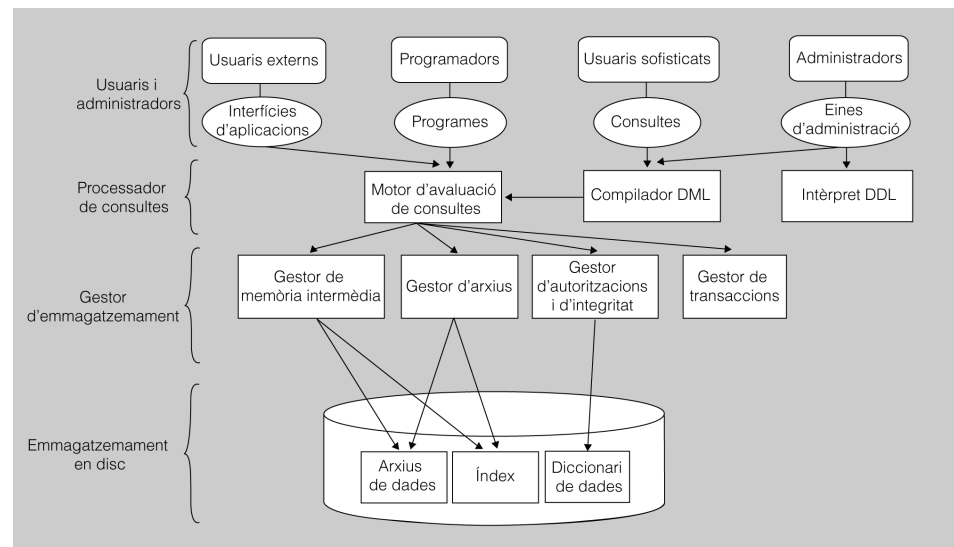 Usuaris i
administradors
Usuaris externs
Programadors
Usuaris sofisticats
Administradors
Interfícies
d'aplicacions
Programes
Consultes
Eines
d'administració
Processador
de consultes
Motor d'avaluació
de consultes
Compilador DML
Intèrpret DDL
Gestor
d'emmagatzemament
Gestor de
memòria intermèdia
Gestor d'arxius
Gestor
d'autoritzacions
i d'integritat
Gestor de
transaccions
Emmagatzemament
en disc
Arxius
de dades
Índex
Diccionari
de dades